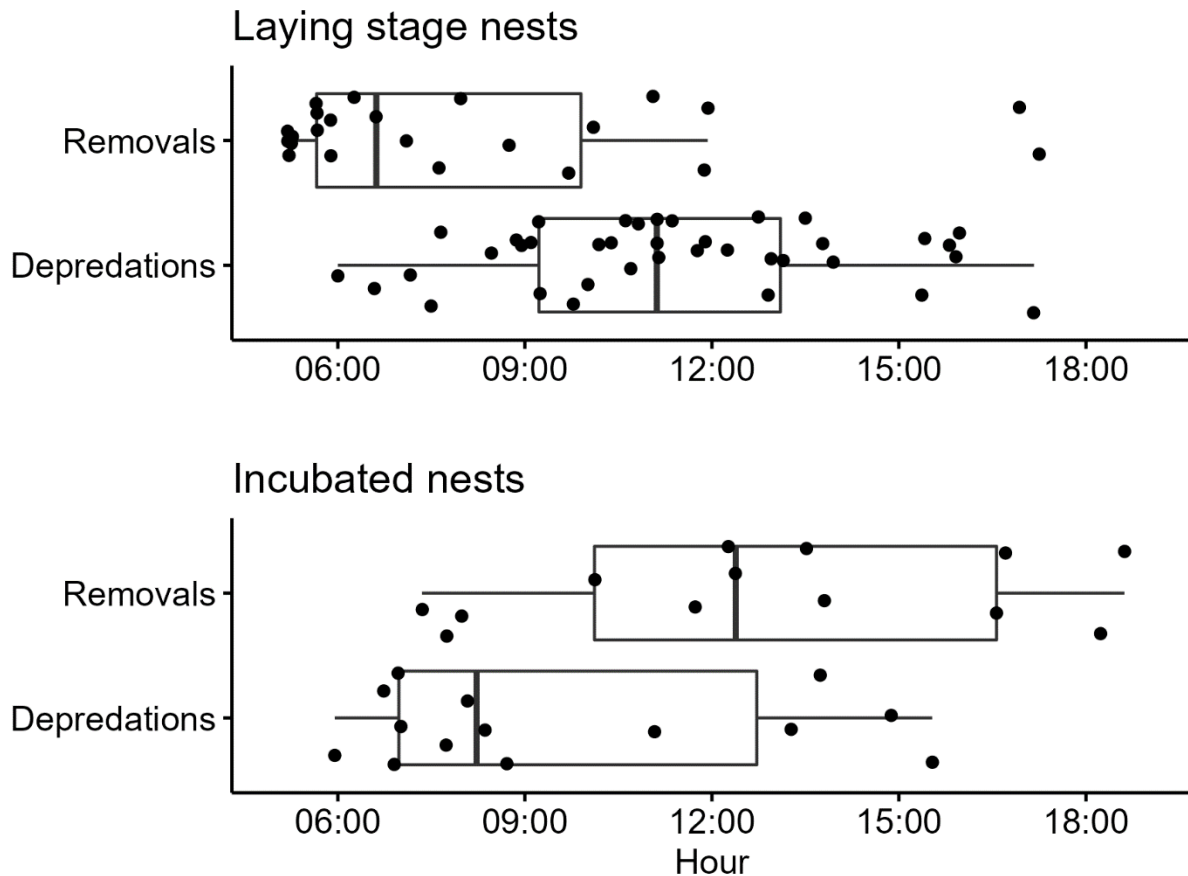 Laying stage nests
Removals
Depredations
06:00 09:00 12:00 15:00 18:00
Incubated nests
Removals
Depredations
06:00 09:00 12:00 15:00 18:00
Hour